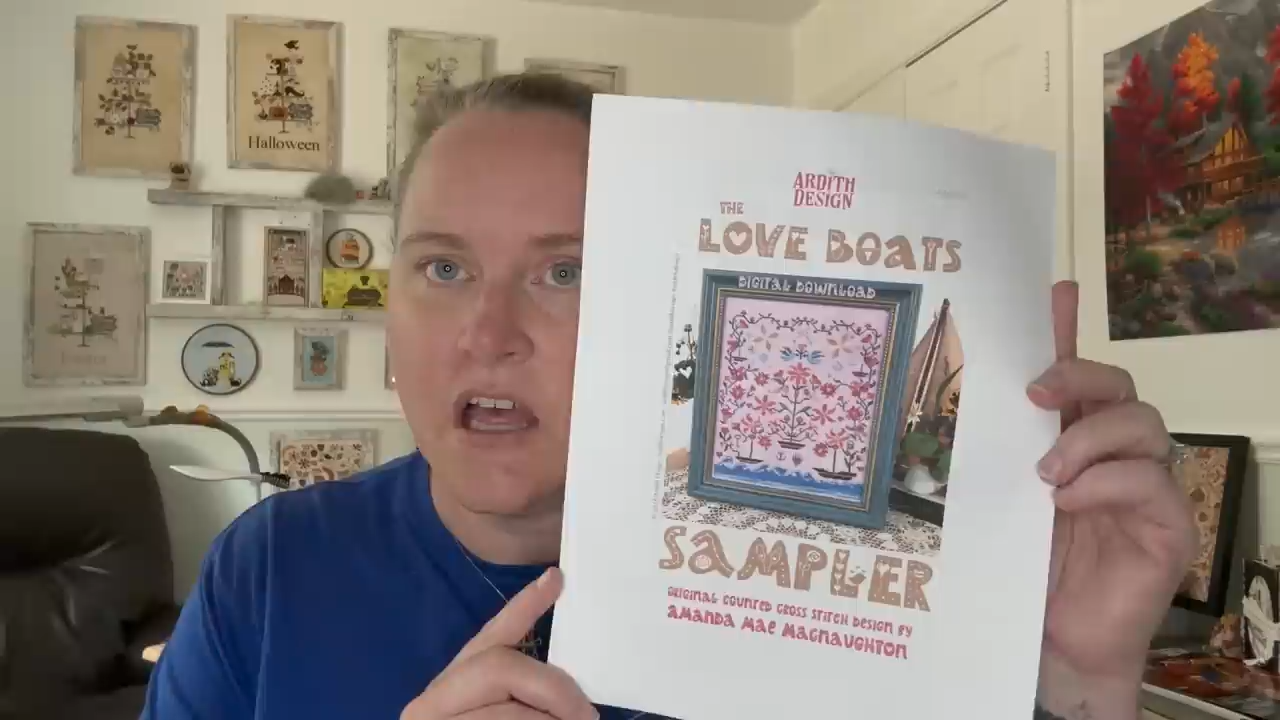 Halloween
ARDITH
DESIGN
THE
LOVE BOATS
DIGITAL DOWNLOAD
SAMPLER
ORIGINAL COUNTED CROSS STITCH DESIGN BY
AMANDA MAE MACNAUGHTON